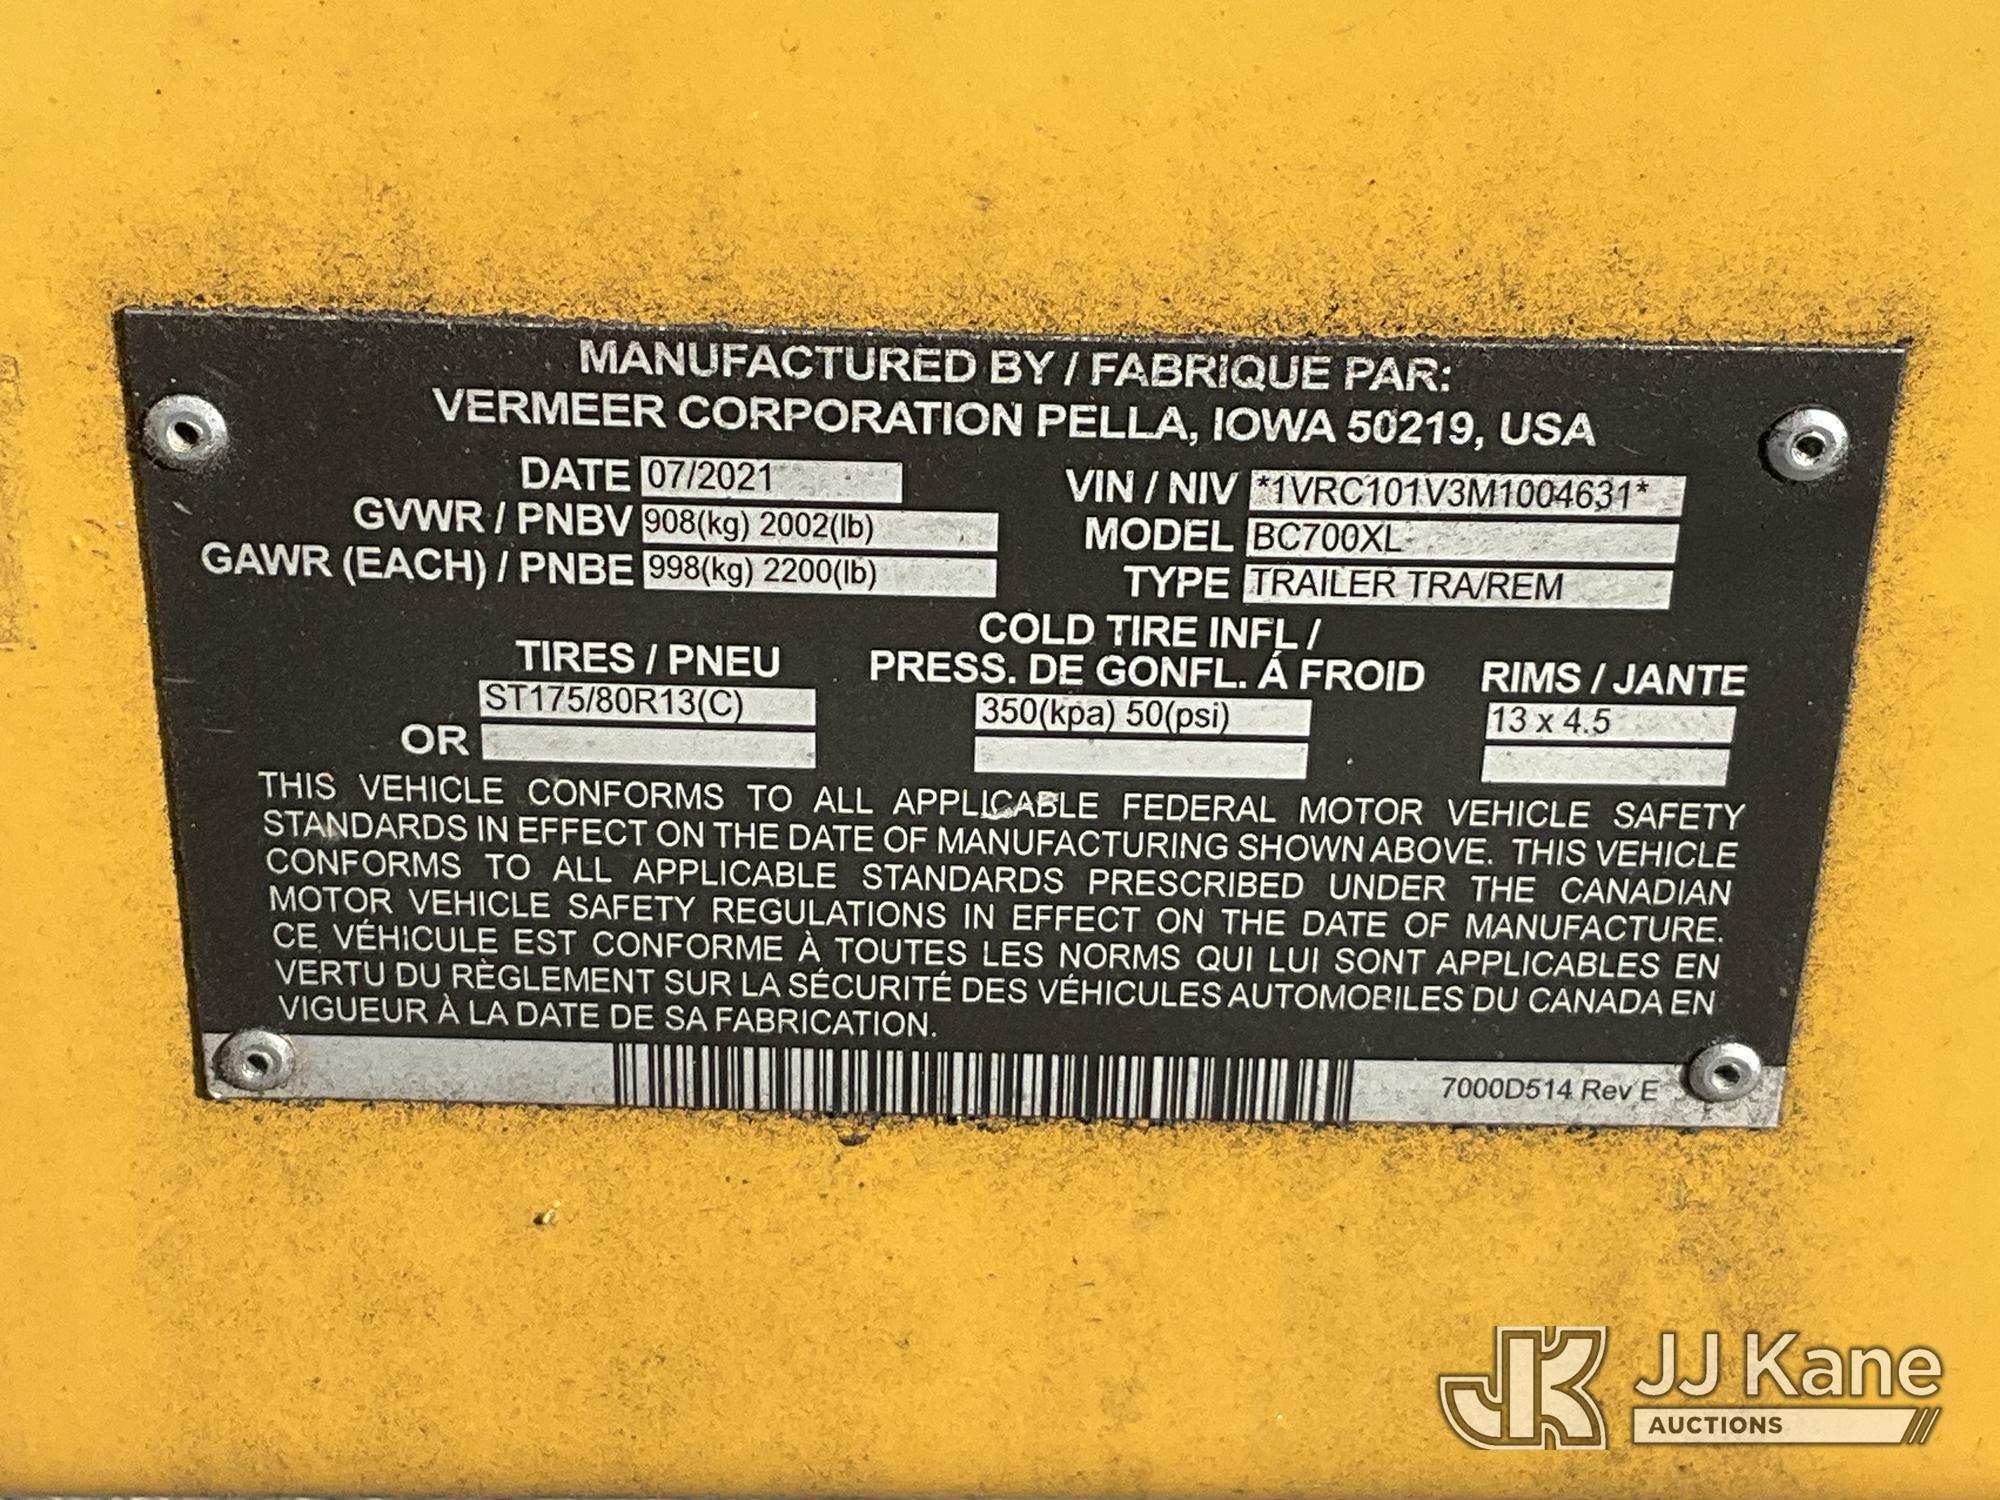 MANUFACTURED BY / FABRIQUE PAR:
VERMEER CORPORATION PELLA, IOWA 50219, USA
DATE 07/2021 VIN / NIV *1VRC101V3M1004631*
GVWR / PNBV 908(kg) 2002(lb) MODEL BC700XL
GAWR (EACH) / PNBE 998(kg) 2200(lb) TYPE TRAILER TRA/REM
TIRES / PNEU COLD TIRE INFL /
PRESS. DE GONFL. Á FROID RIMS / JANTE
ST175/80R13(C) 350(kpa) 50(psi) 13 x 4.5
OR
THIS VEHICLE CONFORMS TO ALL APPLICABLE FEDERAL MOTOR VEHICLE SAFETY
STANDARDS IN EFFECT ON THE DATE OF MANUFACTURING SHOWN ABOVE. THIS VEHICLE
CONFORMS TO ALL APPLICABLE STANDARDS PRESCRIBED UNDER THE CANADIAN
MOTOR VEHICLE SAFETY REGULATIONS IN EFFECT ON THE DATE OF MANUFACTURE.
CE VÉHICULE EST CONFORME À TOUTES LES NORMS QUI LUI SONT APPLICABLES EN
VERTU DU RÈGLEMENT SUR LA SÉCURITÉ DES VÉHICULES AUTOMOBILES DU CANADA EN
VIGUEUR À LA DATE DE SA FABRICATION.
7000D514 Rev E
JK JJ Kane
AUCTIONS